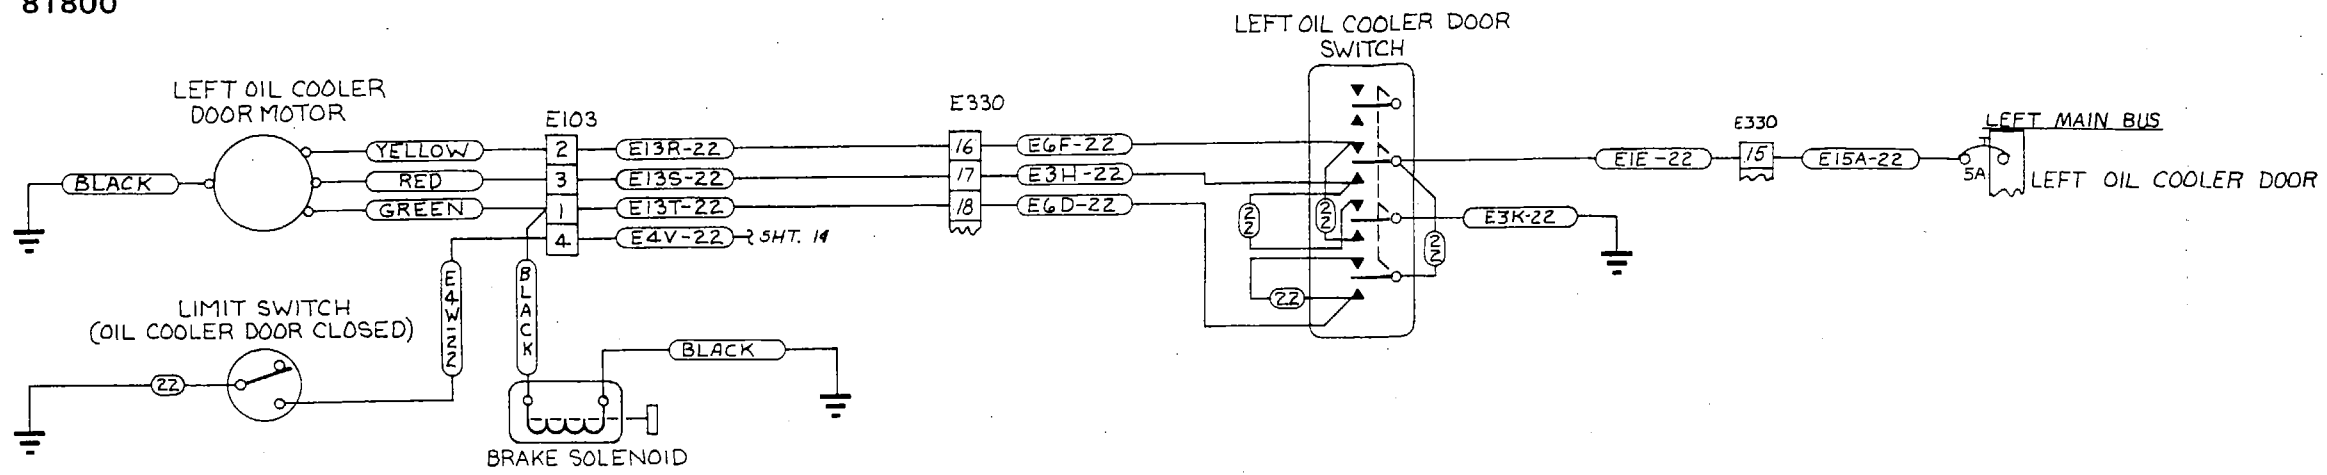 81800
LEFT OIL COOLER DOOR
SWITCH
LEFT OIL COOLER
DOOR MOTOR
E103
E330
E330
LEFT MAIN BUS
BLACK
YELLOW
2
E13R-22
16
E6F-22
RED
3
E13S-22
17
E3H-22
GREEN
1
E13T-22
18
E6D-22
4
E4V-22
SHT. 14
E1E-22
15
E15A-22
5A
LEFT OIL COOLER DOOR
22
22
E3K-22
22
22
E4W-22
BLACK
LIMIT SWITCH
(OIL COOLER DOOR CLOSED)
22
BLACK
BRAKE SOLENOID